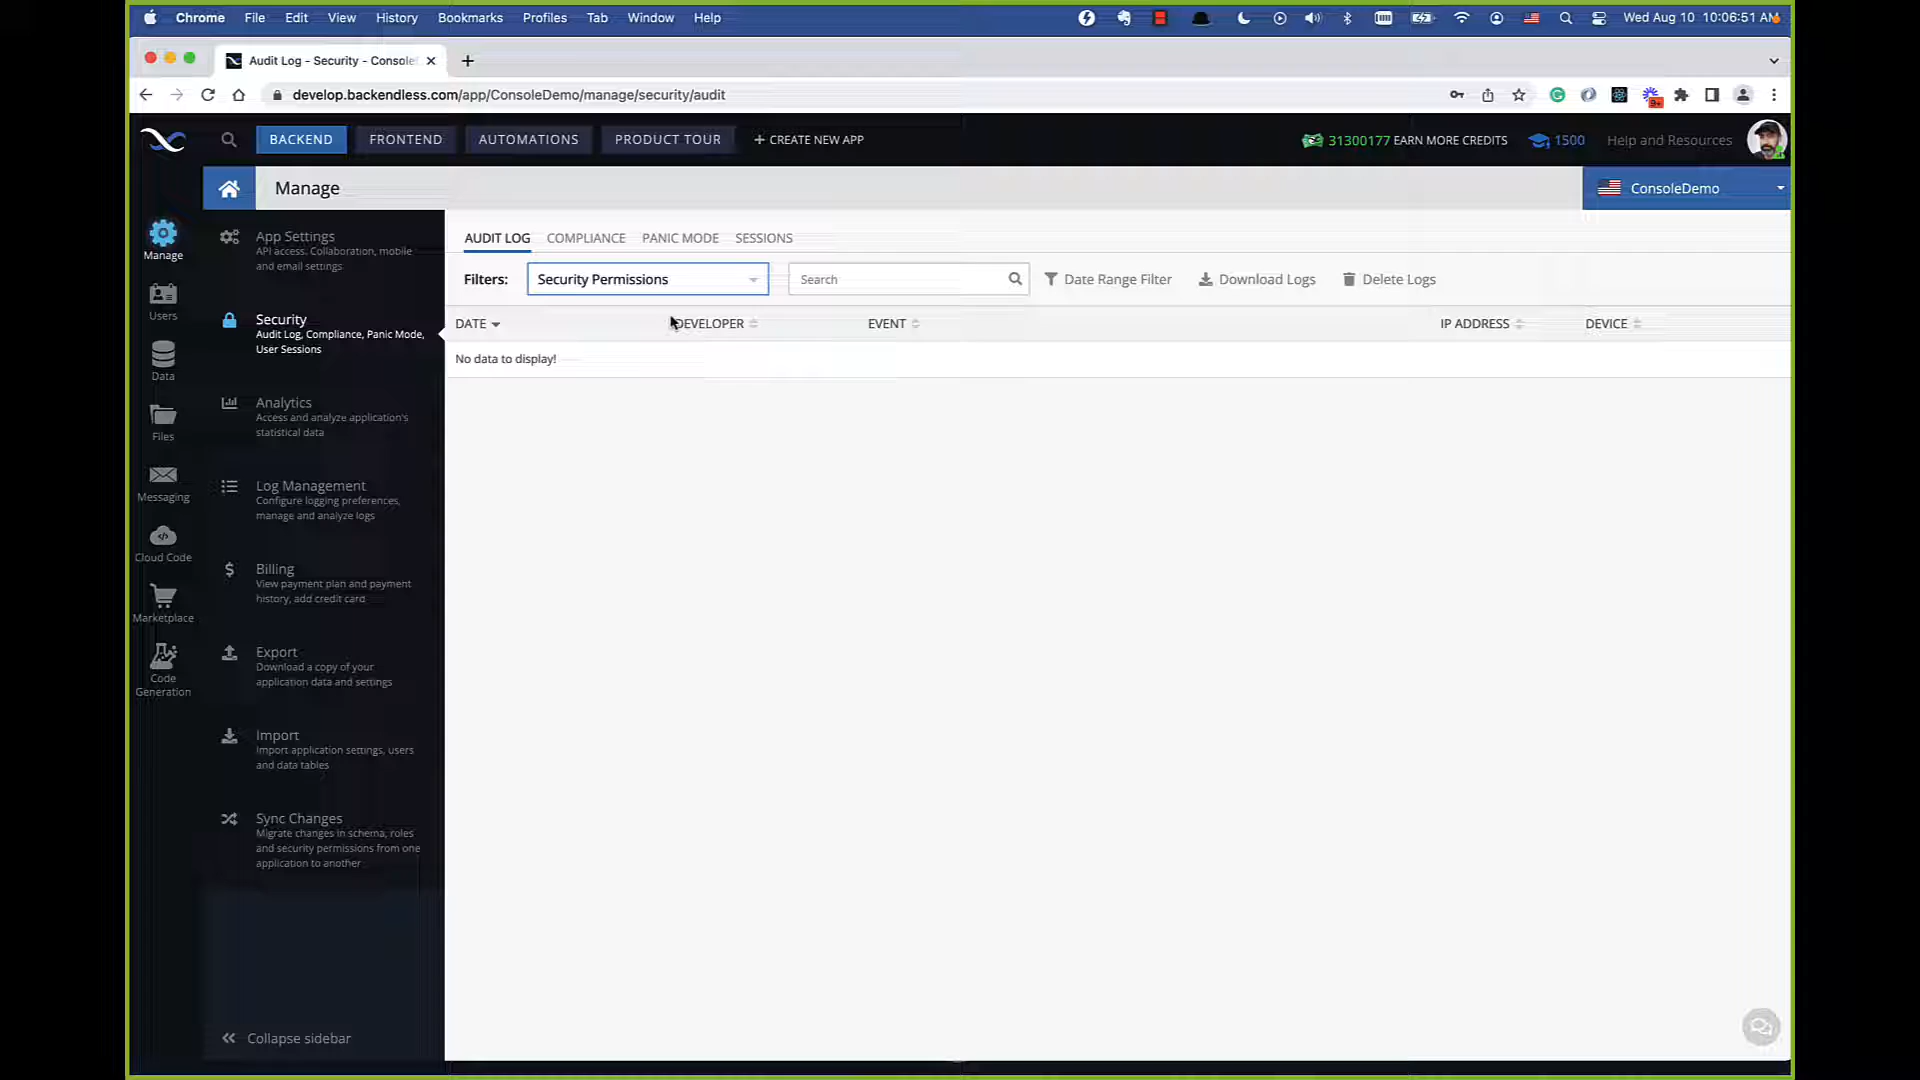 Chrome File Edit View History Bookmarks Profiles Tab Window Help Wed Aug 10 10:06:51 AM
Audit Log - Security - Console
develop.backendless.com/app/ConsoleDemo/manage/security/audit 9+
BACKEND FRONTEND AUTOMATIONS PRODUCT TOUR + CREATE NEW APP 31300177 EARN MORE CREDITS 1500 Help and Resources
Manage ConsoleDemo
Manage
Users
Data
Files
Messaging
Cloud Code
Marketplace
Code
Generation
App Settings
API access. Collaboration, mobile
and email settings
Security
Audit Log, Compliance, Panic Mode,
User Sessions
Analytics
Access and analyze application's
statistical data
Log Management
Configure logging preferences,
manage and analyze logs
Billing
View payment plan and payment
history, add credit card
Export
Download a copy of your
application data and settings
Import
Import application settings, users
and data tables
Sync Changes
Migrate changes in schema, roles
and security permissions from one
application to another
Collapse sidebar
AUDIT LOG COMPLIANCE PANIC MODE SESSIONS
Filters: Security Permissions Search Date Range Filter Download Logs Delete Logs
DATE DEVELOPER EVENT IP ADDRESS DEVICE
No data to display!